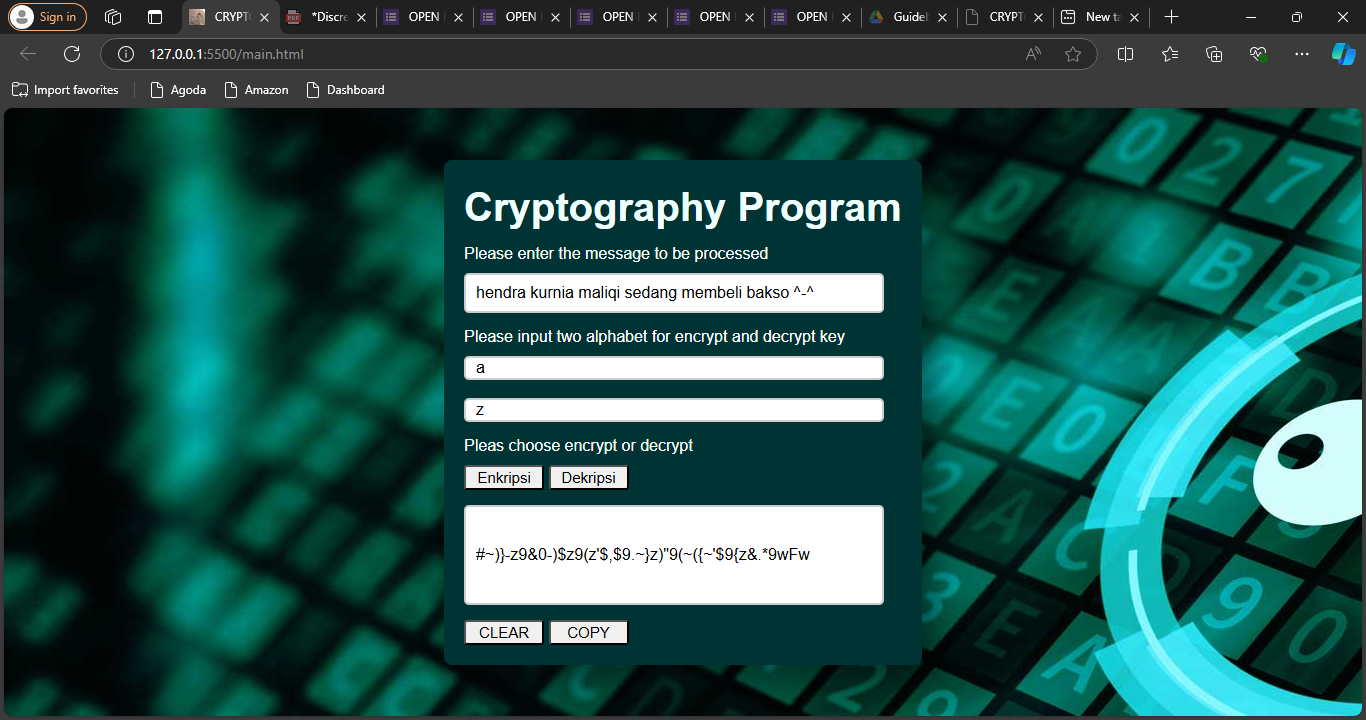 Sign in
CRYPT
*Discre
OPEN
OPEN
OPEN
OPEN
OPEN
Guideb
CRYPT
New ta
127.0.0.1:5500/main.html
Import favorites
Agoda
Amazon
Dashboard
Cryptography Program
Please enter the message to be processed
hendra kurnia maliqi sedang membeli bakso ^-^
Please input two alphabet for encrypt and decrypt key
a
z
Pleas choose encrypt or decrypt
Enkripsi Dekripsi
#~)}-z9&0-)$z9(z'$,$9.~}z)"9(~({~'$9{z&.*9wFw
CLEAR COPY